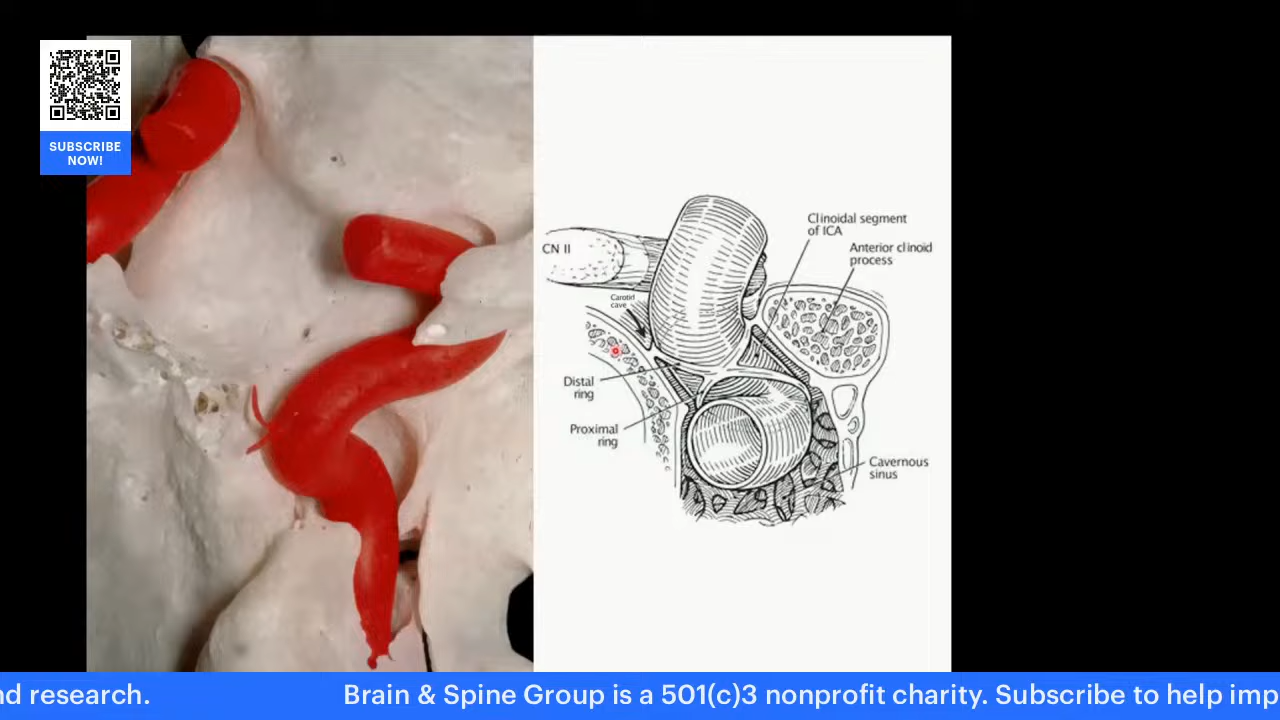 SUBSCRIBE
NOW!
Clinoidal segment
of ICA
CN II
Anterior clinoid
process
Carotid
cave
Distal
ring
Proximal
ring
Cavernous
sinus
nd research.
Brain & Spine Group is a 501(c)3 nonprofit charity. Subscribe to help imp